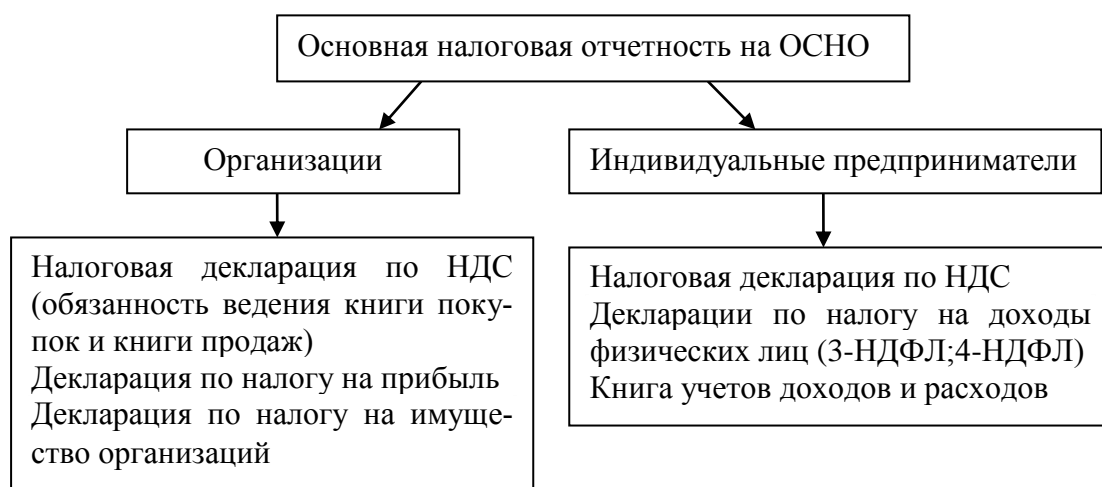 Основная налоговая отчетность на ОСНО
Организации
Индивидуальные предприниматели
Налоговая декларация по НДС
(обязанность ведения книги поку-
пок и книги продаж)
Декларация по налогу на прибыль
Декларация по налогу на имуще-
ство организаций
Налоговая декларация по НДС
Декларации по налогу на доходы
физических лиц (3-НДФЛ;4-НДФЛ)
Книга учетов доходов и расходов